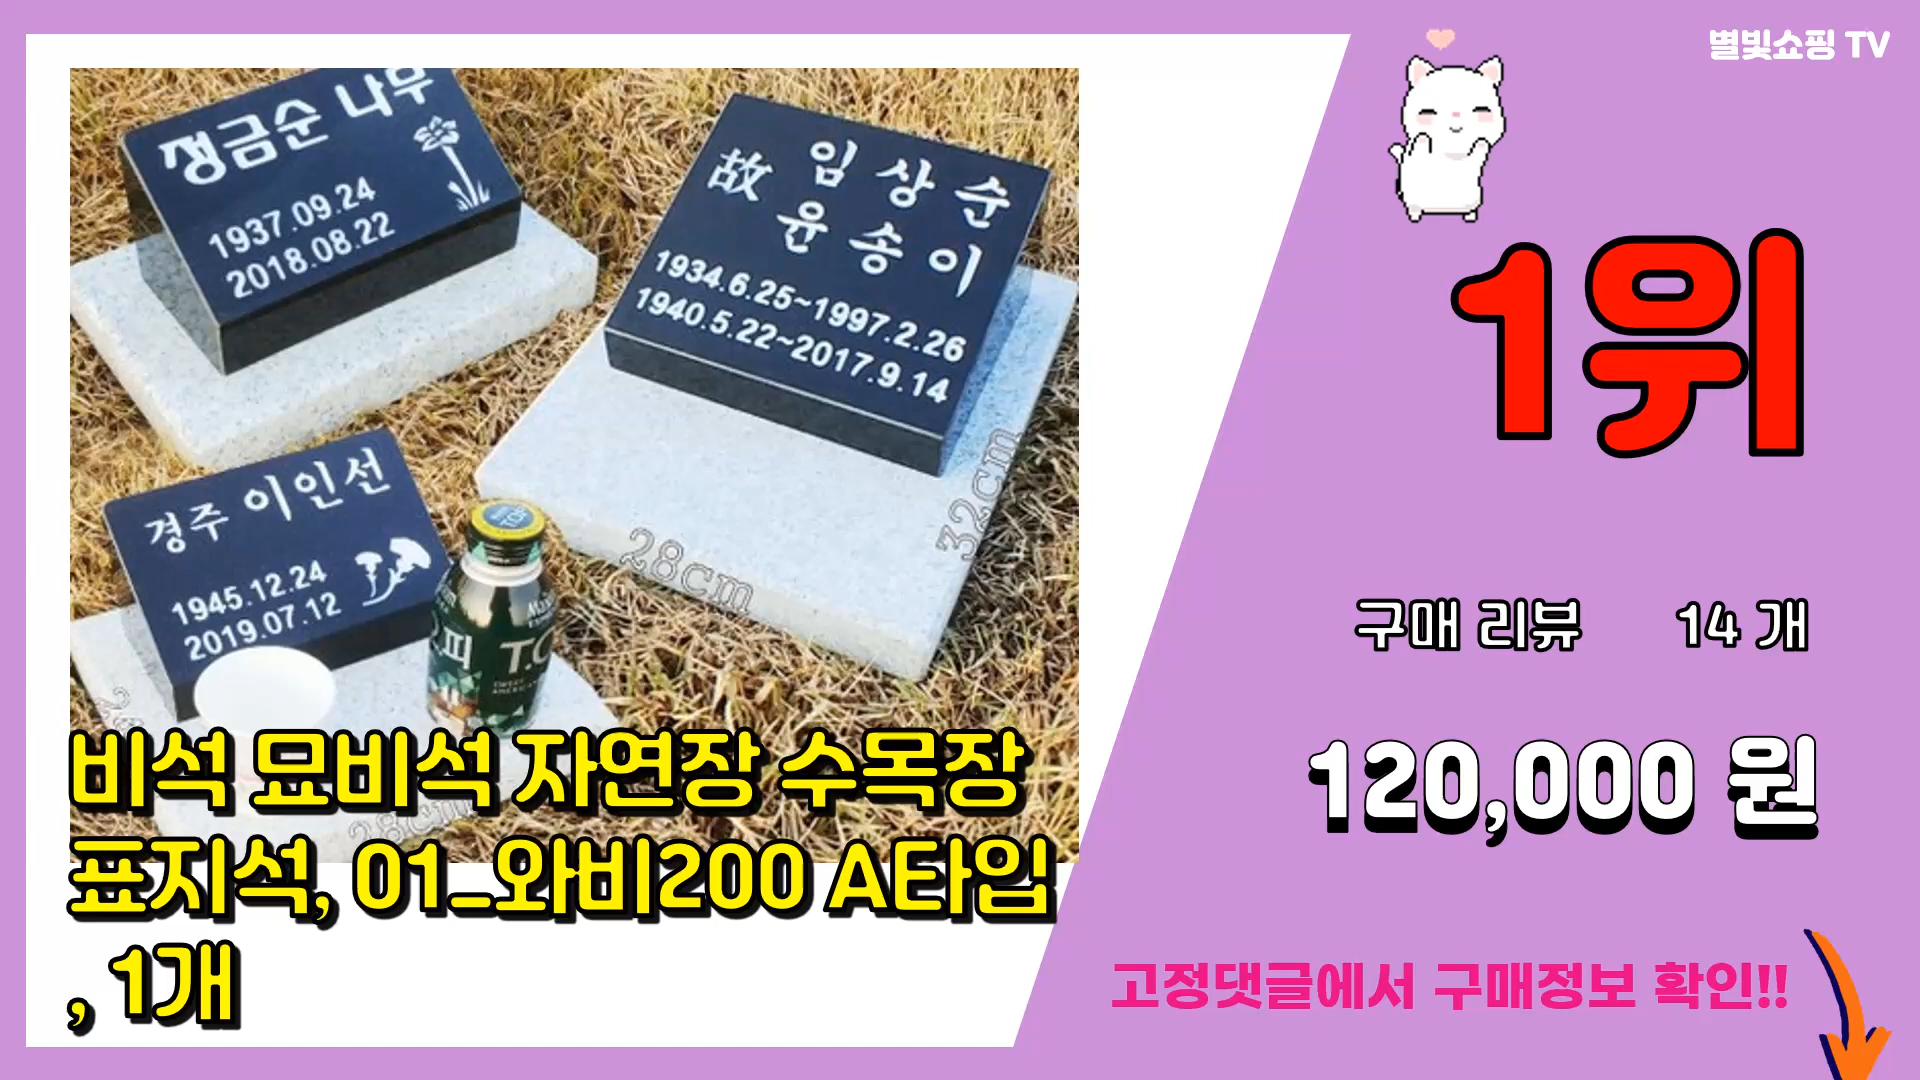 별빛쇼핑 TV
정금순 나무
1937.09.24
2018.08.22
故 임상순
윤송이
1934.6.25~1997.2.26
1940.5.22~2017.9.14
경주 이인선
1945.12.24
2019.07.12
28cm
32cm
T.O
28cm
1위
구매 리뷰 14 개
120,000 원
비석 묘비석 자연장 수목장
표지석, 01_와비200 A타입
, 1개
고정댓글에서 구매정보 확인!!